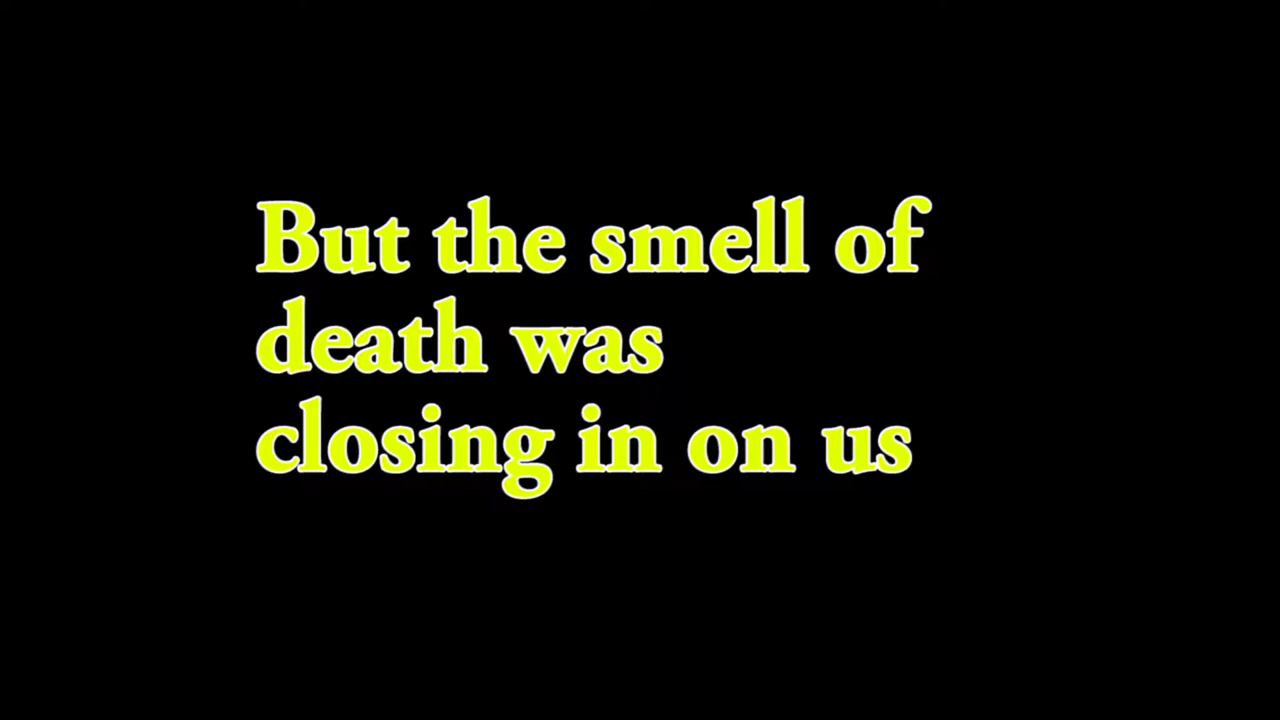 But the smell of
death was
closing in on us